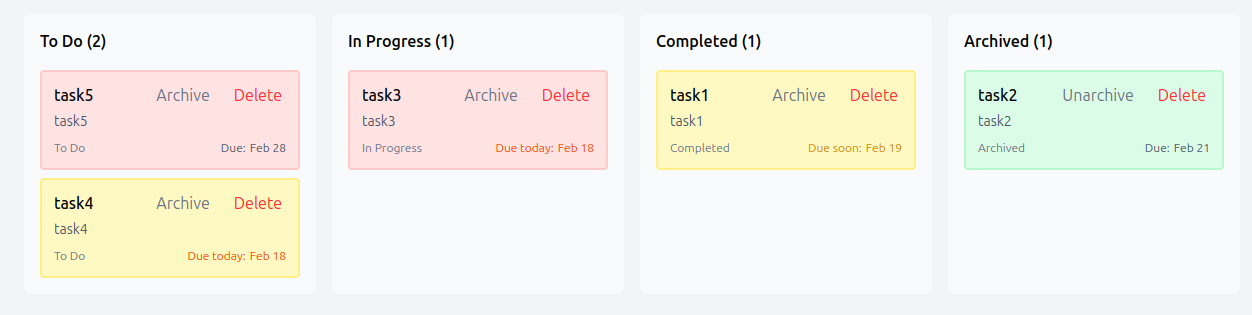 To Do (2)
task5 Archive Delete
task5
To Do Due: Feb 28
task4 Archive Delete
task4
To Do Due today: Feb 18
In Progress (1)
task3 Archive Delete
task3
In Progress Due today: Feb 18
Completed (1)
task1 Archive Delete
task1
Completed Due soon: Feb 19
Archived (1)
task2 Unarchive Delete
task2
Archived Due: Feb 21